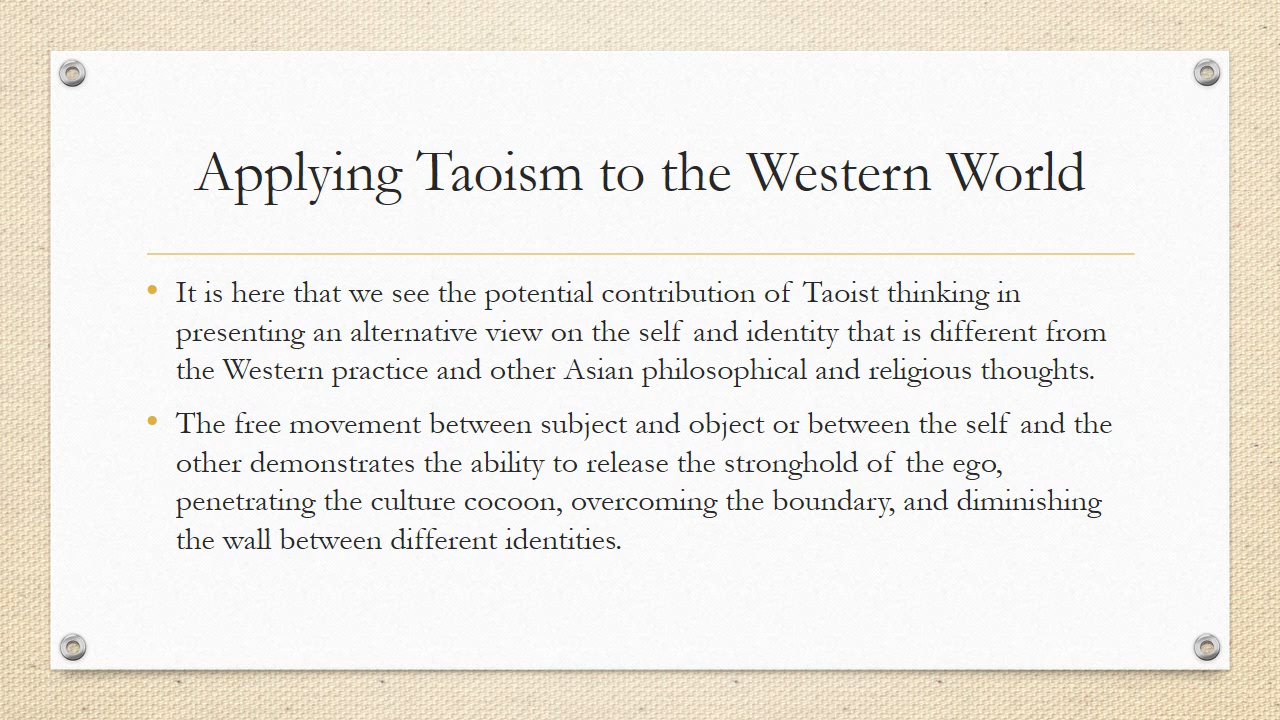 Applying Taoism to the Western World
• It is here that we see the potential contribution of Taoist thinking in
presenting an alternative view on the self and identity that is different from
the Western practice and other Asian philosophical and religious thoughts.
• The free movement between subject and object or between the self and the
other demonstrates the ability to release the stronghold of the ego,
penetrating the culture cocoon, overcoming the boundary, and diminishing
the wall between different identities.